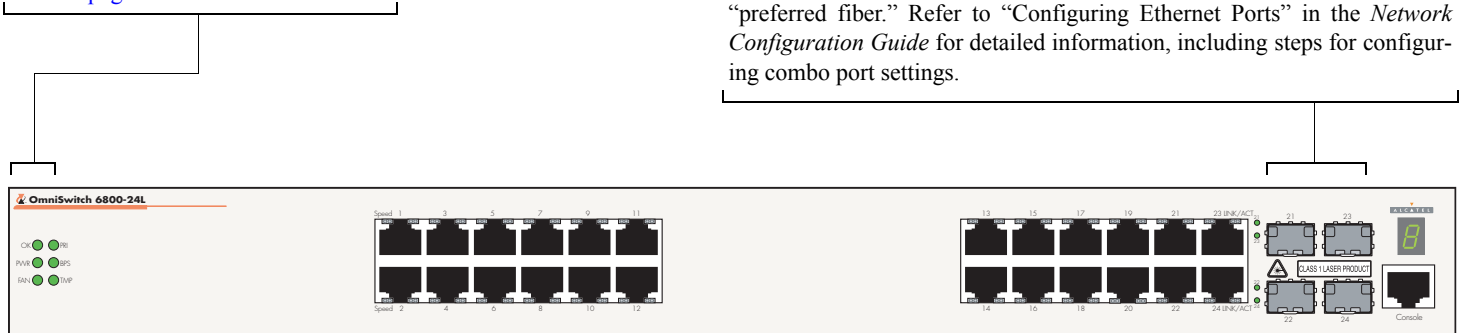 “preferred fiber.” Refer to “Configuring Ethernet Ports” in the Network
Configuration Guide for detailed information, including steps for configur-
ing combo port settings.
OmniSwitch 6800-24L
OK PRI
PWR BPS
FAN TMP
Speed 1 3 5 7 9 11
Speed 2 4 6 8 10 12
13 15 17 19 21 23 LINK/ACT
14 16 18 20 22 24 LINK/ACT
21 23
CLASS 1 LASER PRODUCT
22 24
ALCATEL
8
Console